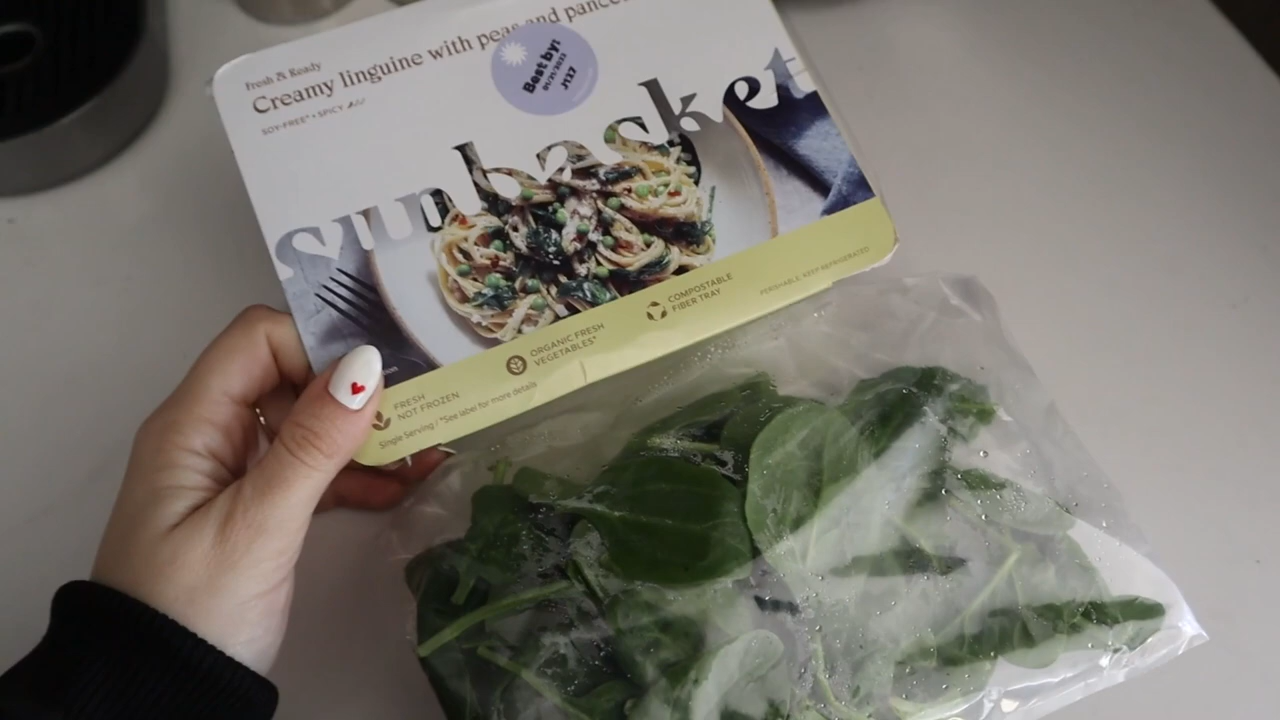 Fresh & Ready
Creamy linguine with peas and
SOY-FREE* • SPICY
Best by:
J137
sunbasket
FRESH
NOT FROZEN
ORGANIC FRESH
VEGETABLES*
COMPOSTABLE
FIBER TRAY
PERISHABLE: KEEP REFRIGERATED
Single Serving / *See label for more details